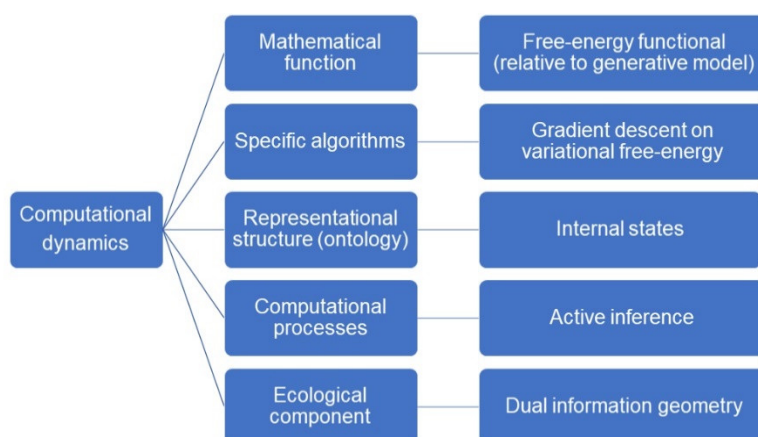 Mathematical
function
Free-energy functional
(relative to generative model)
Specific algorithms
Gradient descent on
variational free-energy
Computational
dynamics
Representational
structure (ontology)
Internal states
Computational
processes
Active inference
Ecological
component
Dual information geometry